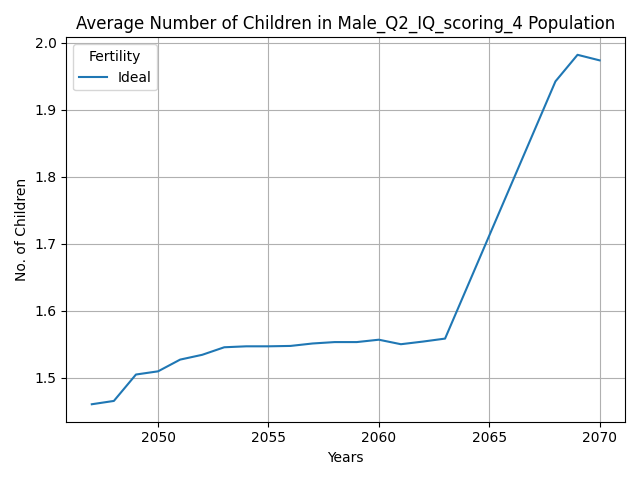 Average Number of Children in Male_Q2_IQ_scoring_4 Population
Fertility
Ideal
2.0
1.9
1.8
1.7
1.6
1.5
No. of Children
2050 2055 2060 2065 2070
Years